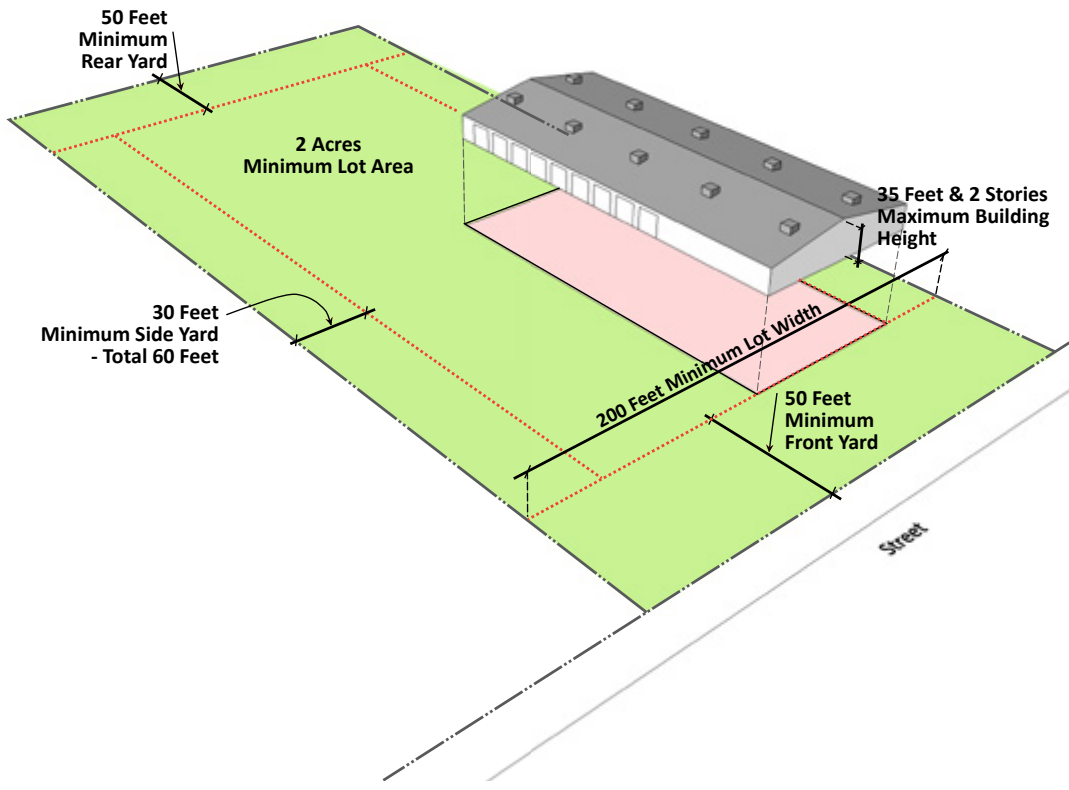 50 Feet
Minimum
Rear Yard
2 Acres
Minimum Lot Area
35 Feet & 2 Stories
Maximum Building
Height
30 Feet
Minimum Side Yard
- Total 60 Feet
200 Feet Minimum Lot Width
50 Feet
Minimum
Front Yard
Street